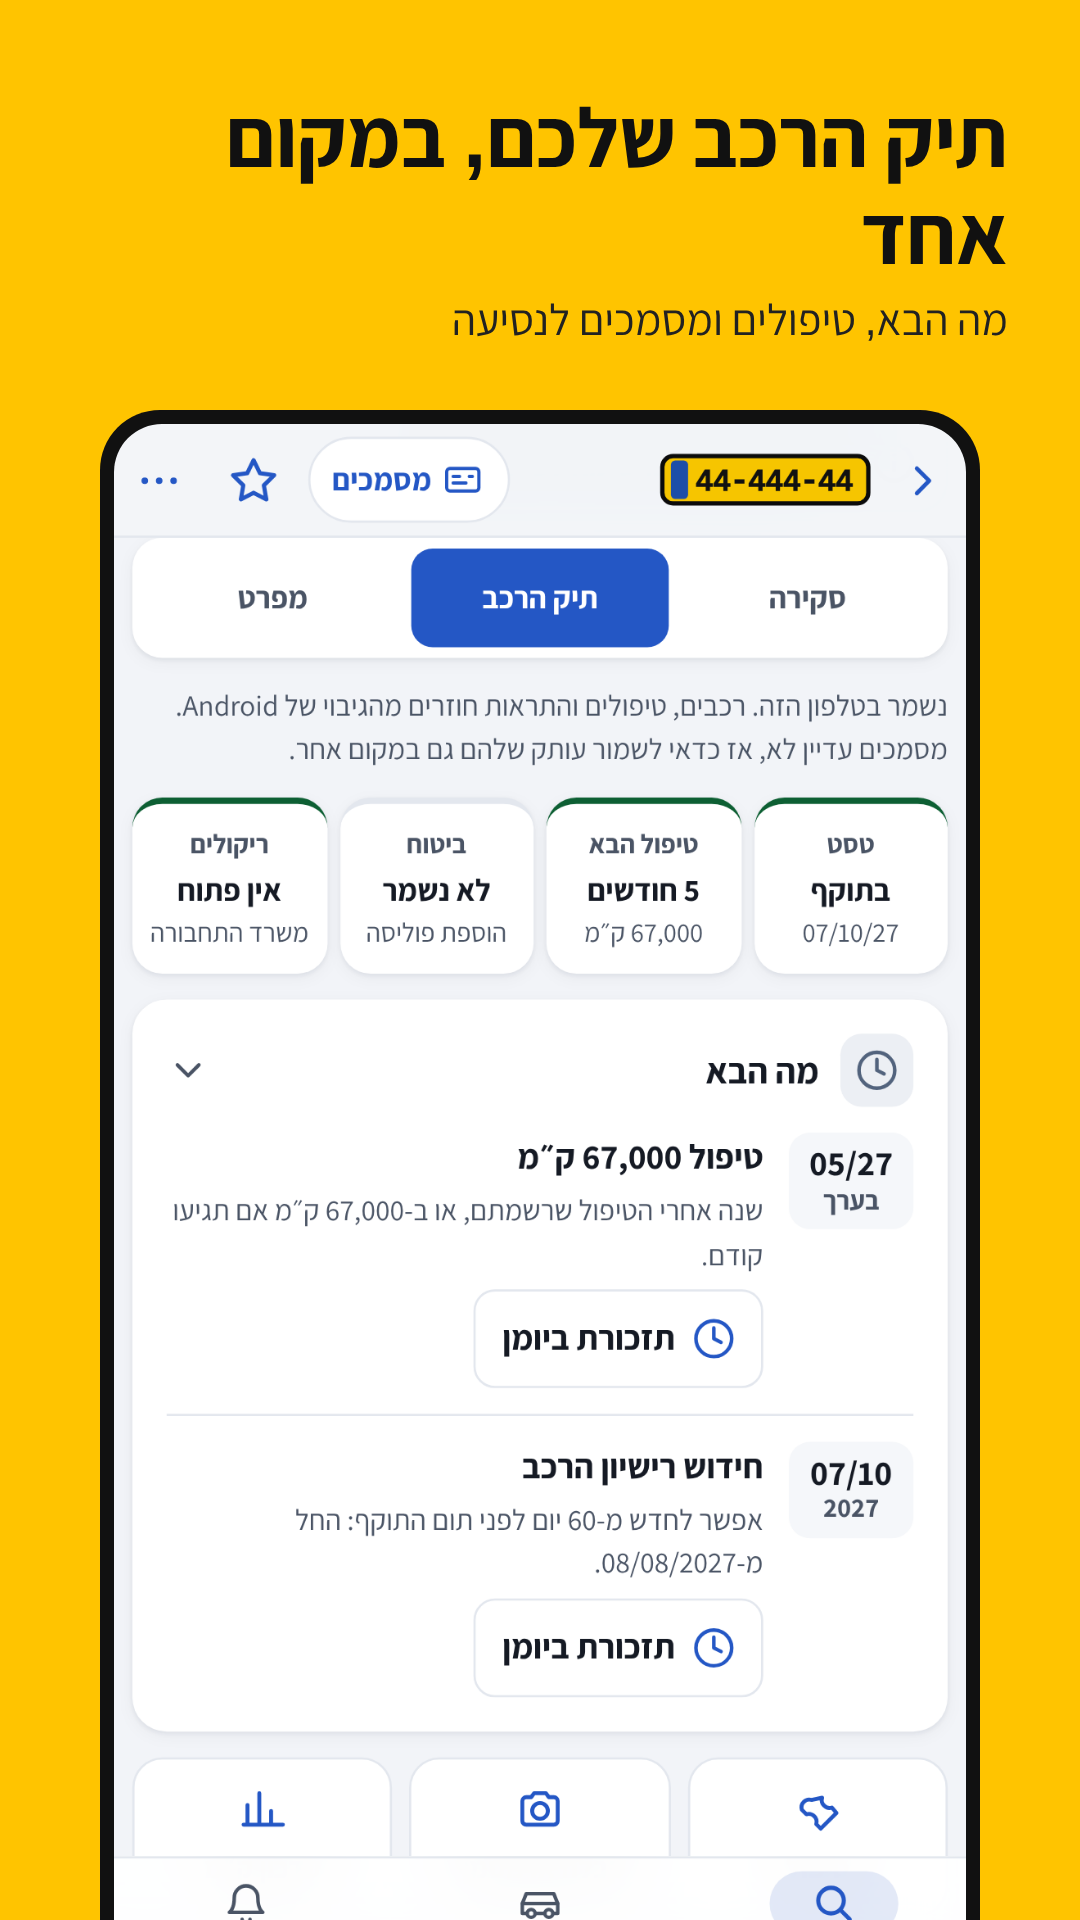 תיק הרכב שלכם, במקום
אחד
מה הבא, טיפולים ומסמכים לנסיעה
44-444-44
מסמכים
סקירה
תיק הרכב
מפרט
נשמר בטלפון הזה. רכבים, טיפולים והתראות חוזרים מהגיבוי של Android.
מסמכים עדיין לא, אז כדאי לשמור עותק שלהם גם במקום אחר.
טסט
בתוקף
07/10/27
טיפול הבא
5 חודשים
67,000 ק״מ
ביטוח
לא נשמר
הוספת פוליסה
ריקולים
אין פתוח
משרד התחבורה
מה הבא
05/27
בערך
טיפול 67,000 ק״מ
שנה אחרי הטיפול שרשמתם, או ב-67,000 ק״מ אם תגיעו
קודם.
תזכורת ביומן
07/10
2027
חידוש רישיון הרכב
אפשר לחדש מ-60 יום לפני תום התוקף: החל
מ-08/08/2027.
תזכורת ביומן